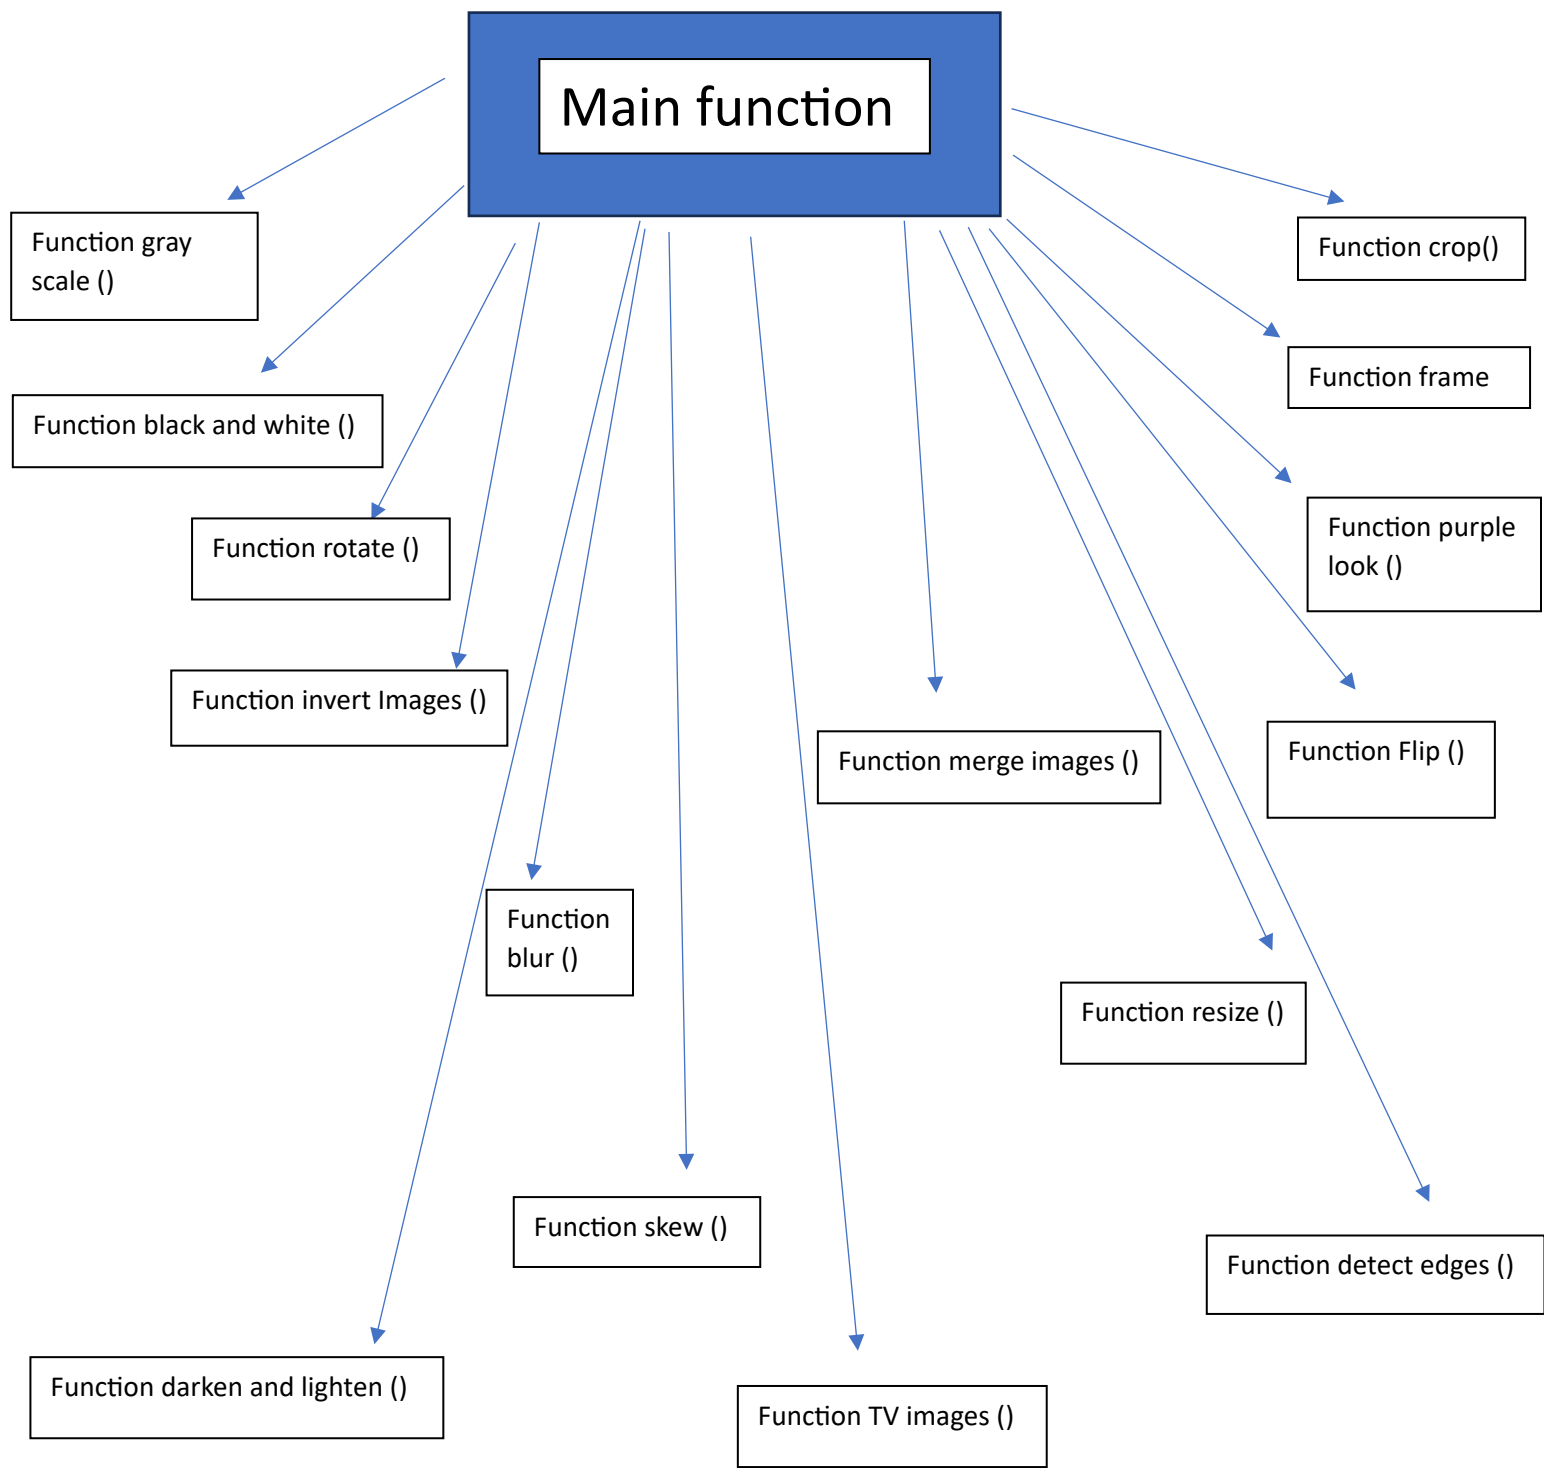 Main function
Function gray
scale ()
Function crop()
Function frame
Function black and white ()
Function purple
look ()
Function rotate ()
Function invert Images ()
Function merge images ()
Function Flip ()
Function
blur ()
Function resize ()
Function skew ()
Function detect edges ()
Function darken and lighten ()
Function TV images ()